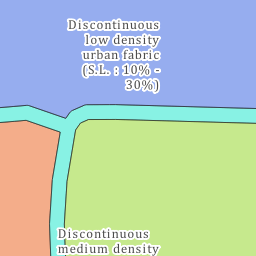 Discontinuous
low density
urban fabric
(S.L. : 10% -
30%)
Discontinuous
medium density